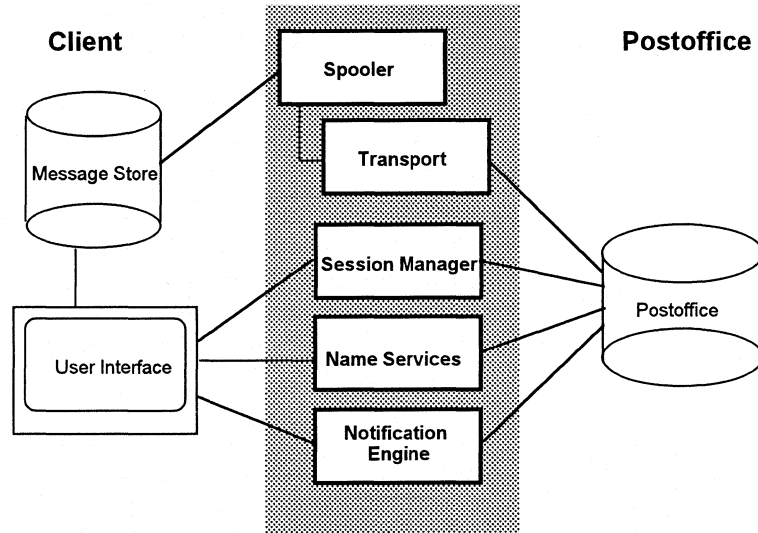 Client
Postoffice
Spooler
Message Store
Transport
Session Manager
Postoffice
User Interface
Name Services
Notification
Engine